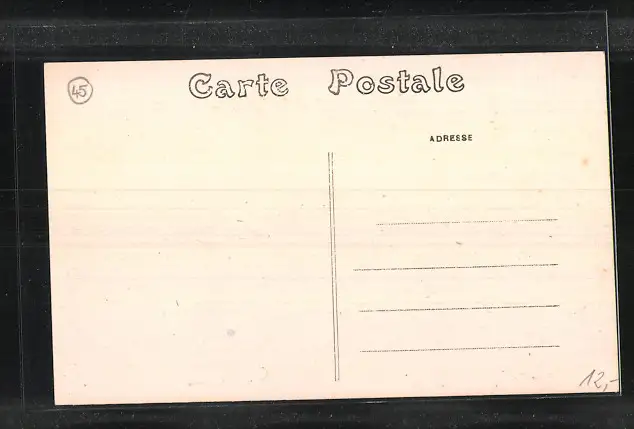 45
Carte Postale
ADRESSE
12,-